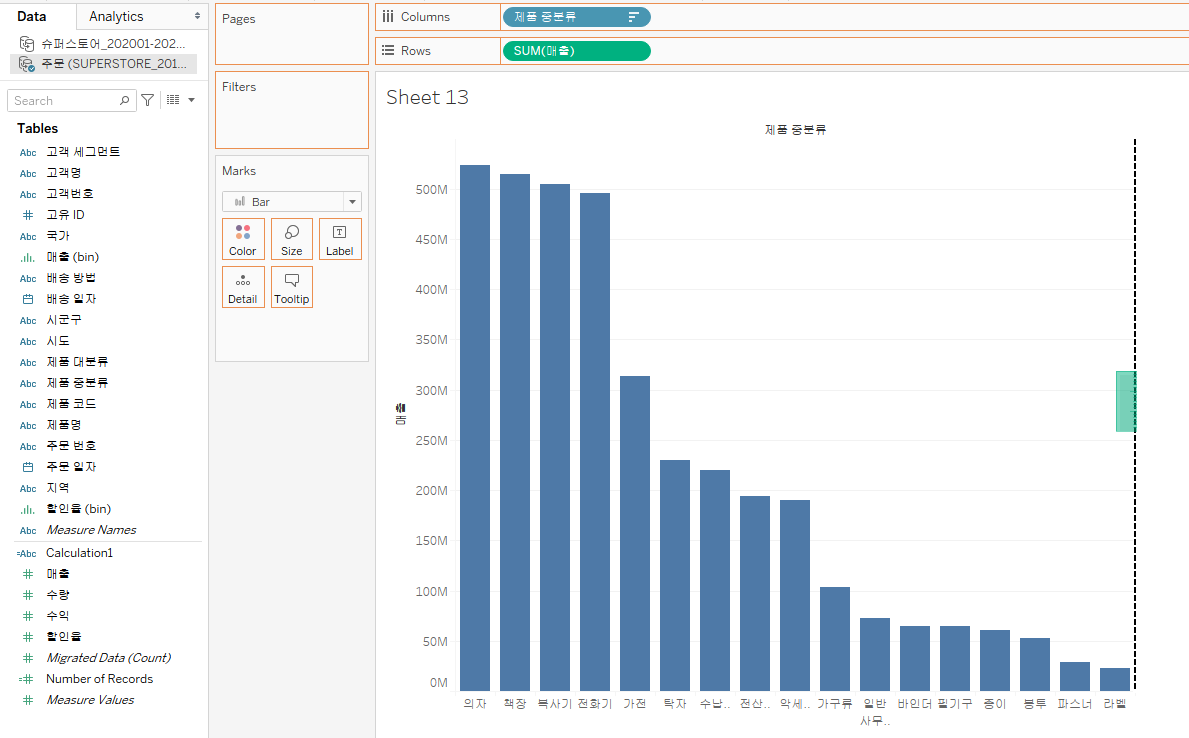 Data
Analytics
슈퍼스토어_202001-202...
주문 (SUPERSTORE_201...
Search
Tables
Abc 고객 세그먼트
Abc 고객명
Abc 고객번호
# 고유 ID
Abc 국가
매출 (bin)
Abc 배송 방법
배송 일자
Abc 시군구
Abc 시도
Abc 제품 대분류
Abc 제품 중분류
Abc 제품 코드
Abc 제품명
Abc 주문 번호
주문 일자
Abc 지역
할인율 (bin)
Abc Measure Names
=Abc Calculation1
# 매출
# 수량
# 수익
# 할인율
# Migrated Data (Count)
=# Number of Records
# Measure Values
Pages
Filters
Marks
Bar
Color
Size
Label
Detail
Tooltip
Columns
제품 중분류
Rows
SUM(매출)
Sheet 13
제품 중분류
500M
450M
400M
350M
300M
250M
200M
150M
100M
50M
0M
매출
의자 책장 복사기 전화기 가전 탁자 수납.. 전산.. 악세.. 가구류 일반 바인더 필기구 종이 봉투 파스너 라벨
사무..